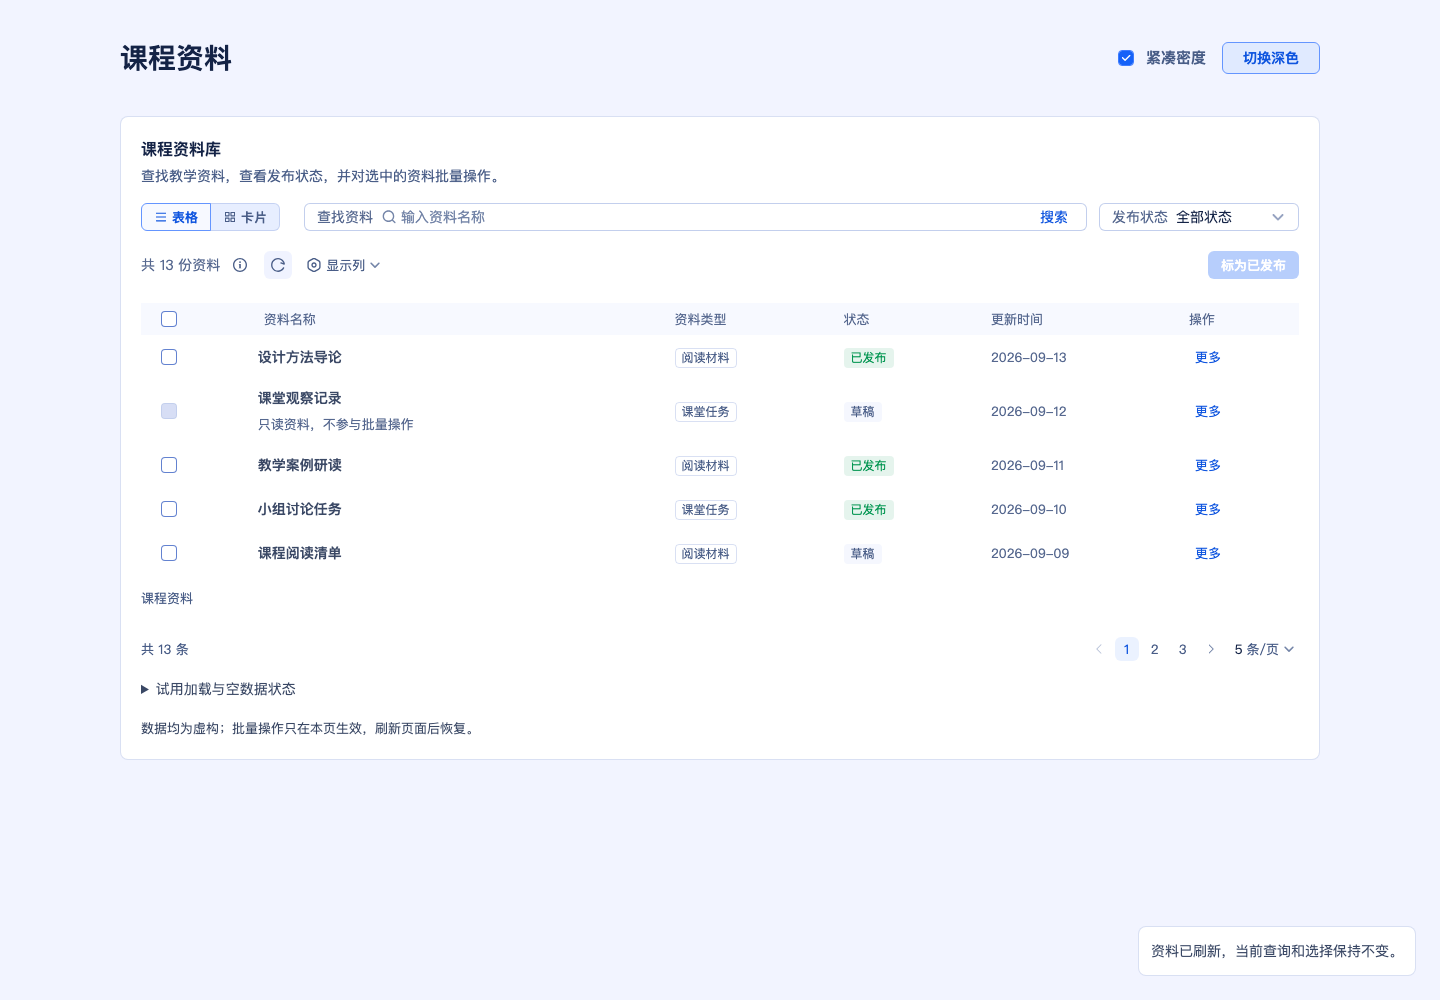 课程资料
紧凑密度
切换深色
课程资料库
查找教学资料，查看发布状态，并对选中的资料批量操作。
表格
卡片
查找资料 输入资料名称 搜索
发布状态 全部状态
共 13 份资料
显示列
标为已发布
资料名称 资料类型 状态 更新时间 操作
设计方法导论 阅读材料 已发布 2026-09-13 更多
课堂观察记录
只读资料，不参与批量操作
课堂任务 草稿 2026-09-12 更多
教学案例研读 阅读材料 已发布 2026-09-11 更多
小组讨论任务 课堂任务 已发布 2026-09-10 更多
课程阅读清单 阅读材料 草稿 2026-09-09 更多
课程资料
共 13 条
1 2 3 5 条/页
试用加载与空数据状态
数据均为虚构；批量操作只在本页生效，刷新页面后恢复。
资料已刷新，当前查询和选择保持不变。